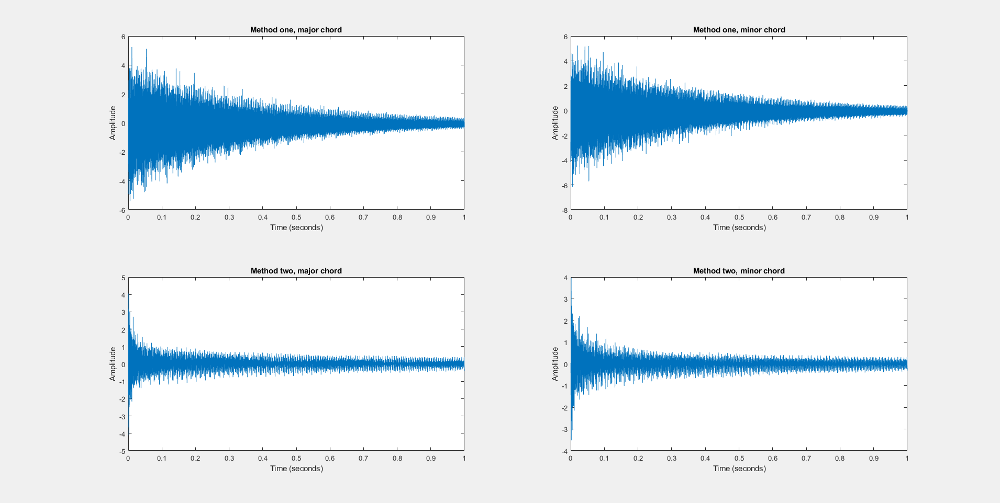 Method one, major chord
6
4
2
0
-2
-4
-6
Amplitude
0 0.1 0.2 0.3 0.4 0.5 0.6 0.7 0.8 0.9 1
Time (seconds)
Method one, minor chord
6
4
2
0
-2
-4
-6
-8
Amplitude
0 0.1 0.2 0.3 0.4 0.5 0.6 0.7 0.8 0.9 1
Time (seconds)
Method two, major chord
5
4
3
2
1
0
-1
-2
-3
-4
-5
Amplitude
0 0.1 0.2 0.3 0.4 0.5 0.6 0.7 0.8 0.9 1
Time (seconds)
Method two, minor chord
4
3
2
1
0
-1
-2
-3
-4
Amplitude
0 0.1 0.2 0.3 0.4 0.5 0.6 0.7 0.8 0.9 1
Time (seconds)